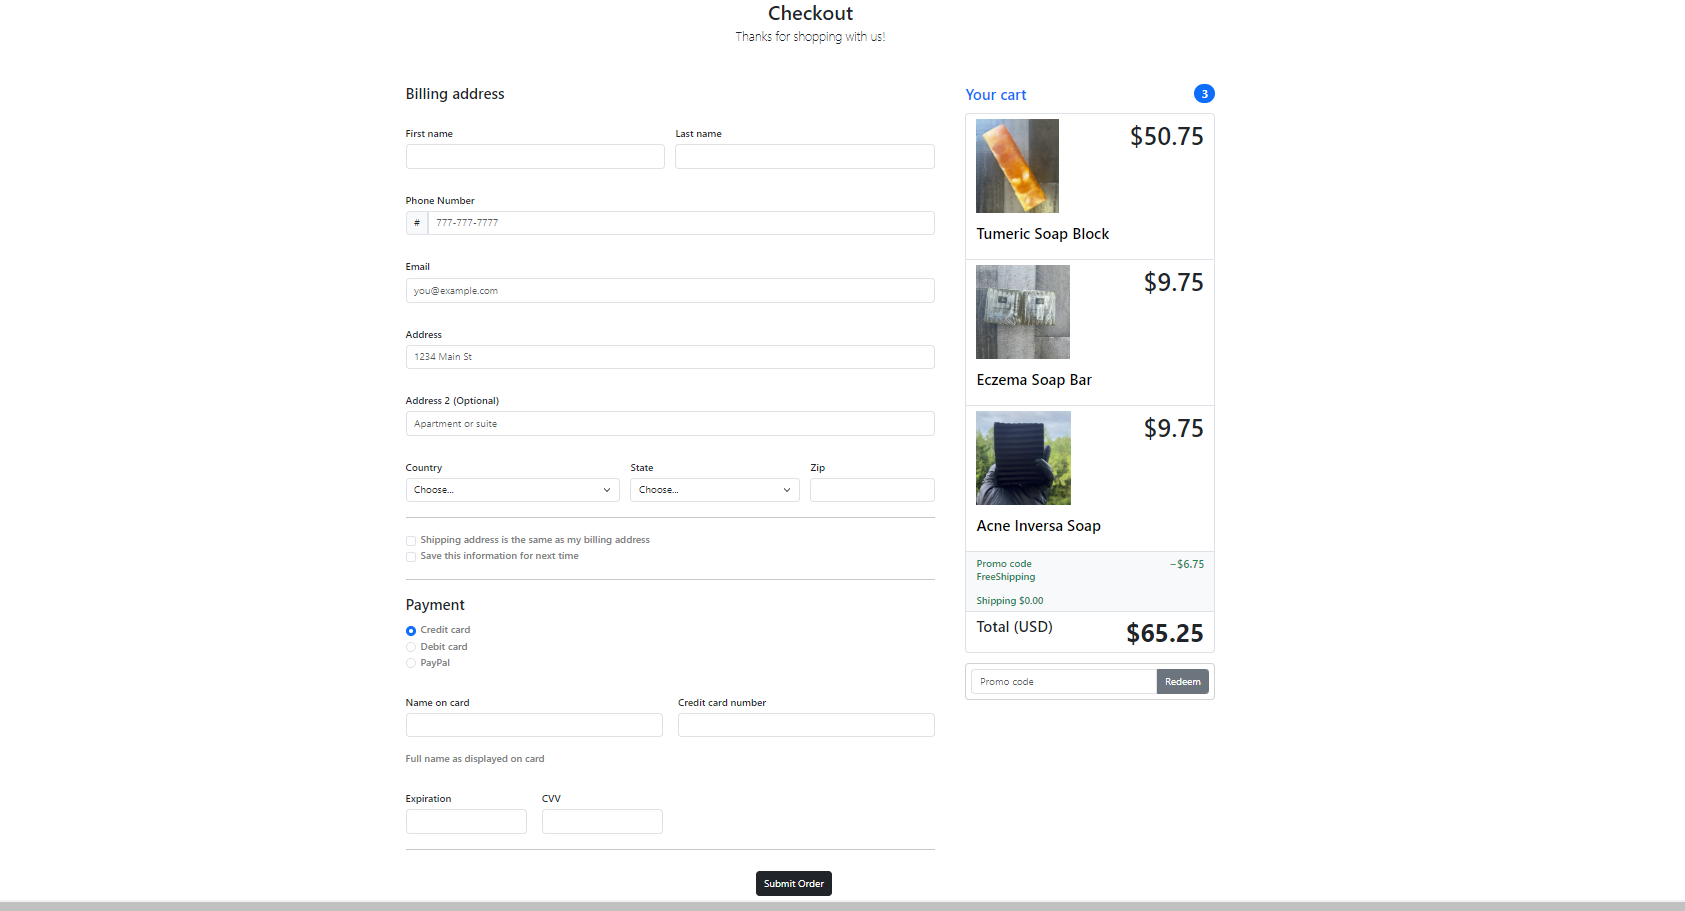 Checkout
Thanks for shopping with us!
Billing address
First name
Last name
Phone Number
# 777-777-7777
Email
you@example.com
Address
1234 Main St
Address 2 (Optional)
Apartment or suite
Country
State
Zip
Choose...
Choose...
Shipping address is the same as my billing address
Save this information for next time
Payment
Credit card
Debit card
PayPal
Name on card
Credit card number
Full name as displayed on card
Expiration
CVV
Submit Order
Your cart
3
$50.75
Tumeric Soap Block
$9.75
Eczema Soap Bar
$9.75
Acne Inversa Soap
Promo code
−$6.75
FreeShipping
Shipping $0.00
Total (USD)
$65.25
Promo code
Redeem